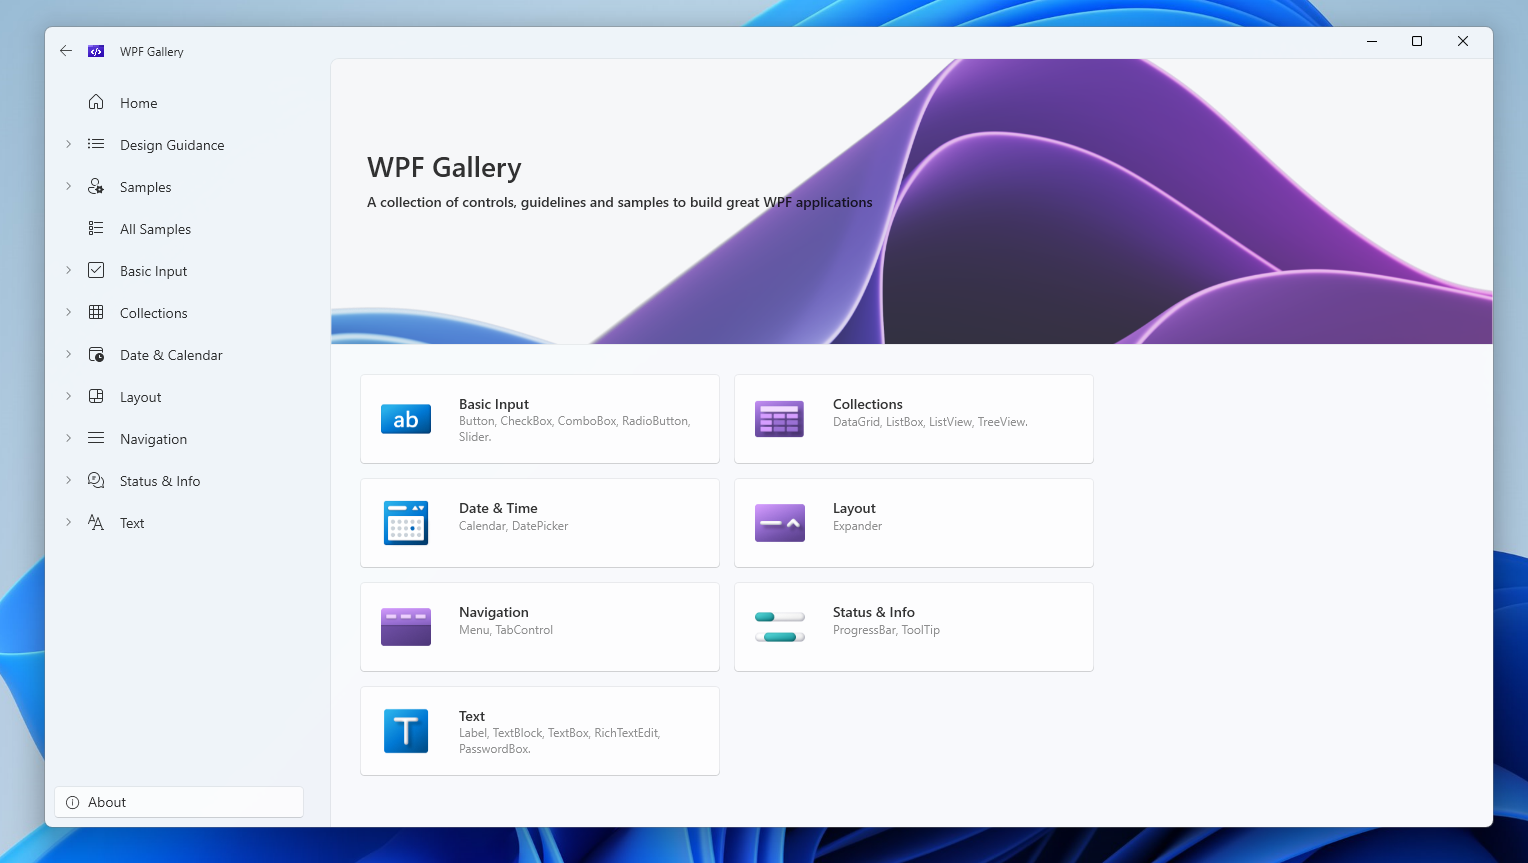 WPF Gallery
Home
Design Guidance
Samples
All Samples
Basic Input
Collections
Date & Calendar
Layout
Navigation
Status & Info
Text
About
WPF Gallery
A collection of controls, guidelines and samples to build great WPF applications
ab
Basic Input
Button, CheckBox, ComboBox, RadioButton,
Slider.
Collections
DataGrid, ListBox, ListView, TreeView.
Date & Time
Calendar, DatePicker
Layout
Expander
Navigation
Menu, TabControl
Status & Info
ProgressBar, ToolTip
T
Text
Label, TextBlock, TextBox, RichTextEdit,
PasswordBox.